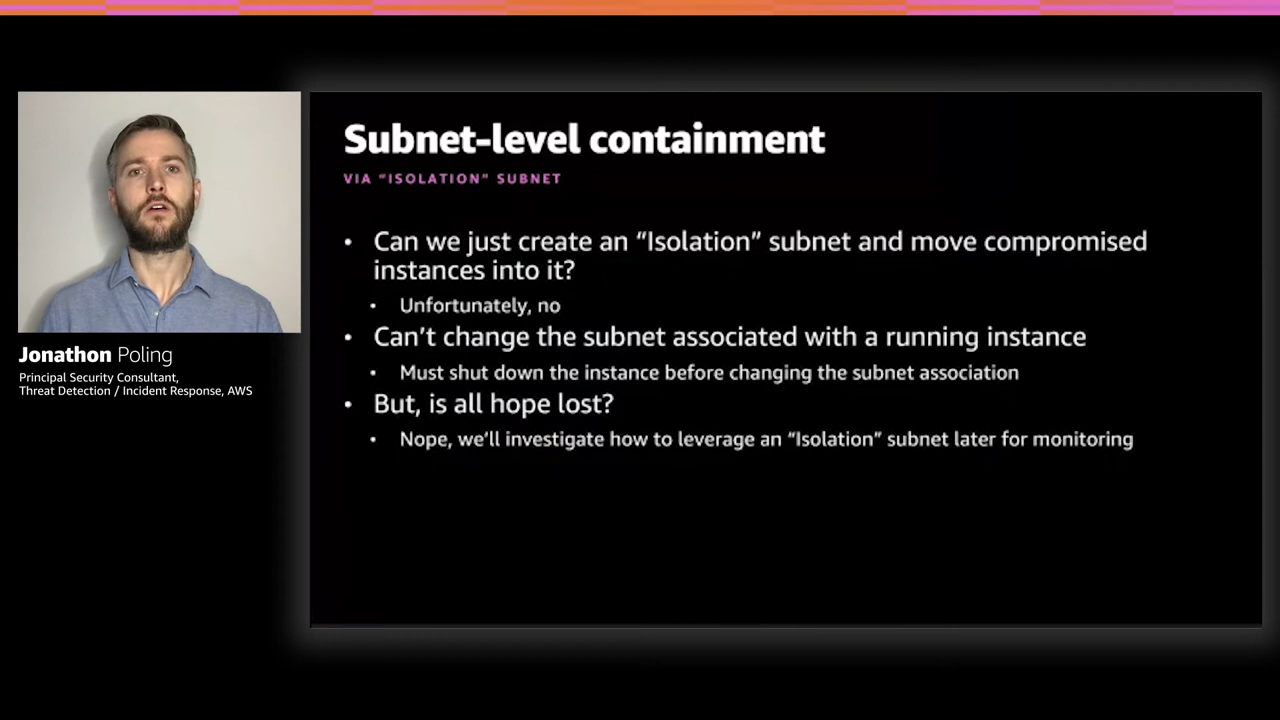 Subnet-level containment
VIA “ISOLATION” SUBNET
• Can we just create an “Isolation” subnet and move compromised
instances into it?
• Unfortunately, no
• Can’t change the subnet associated with a running instance
• Must shut down the instance before changing the subnet association
• But, is all hope lost?
• Nope, we’ll investigate how to leverage an “Isolation” subnet later for monitoring
Jonathon Poling
Principal Security Consultant,
Threat Detection / Incident Response, AWS